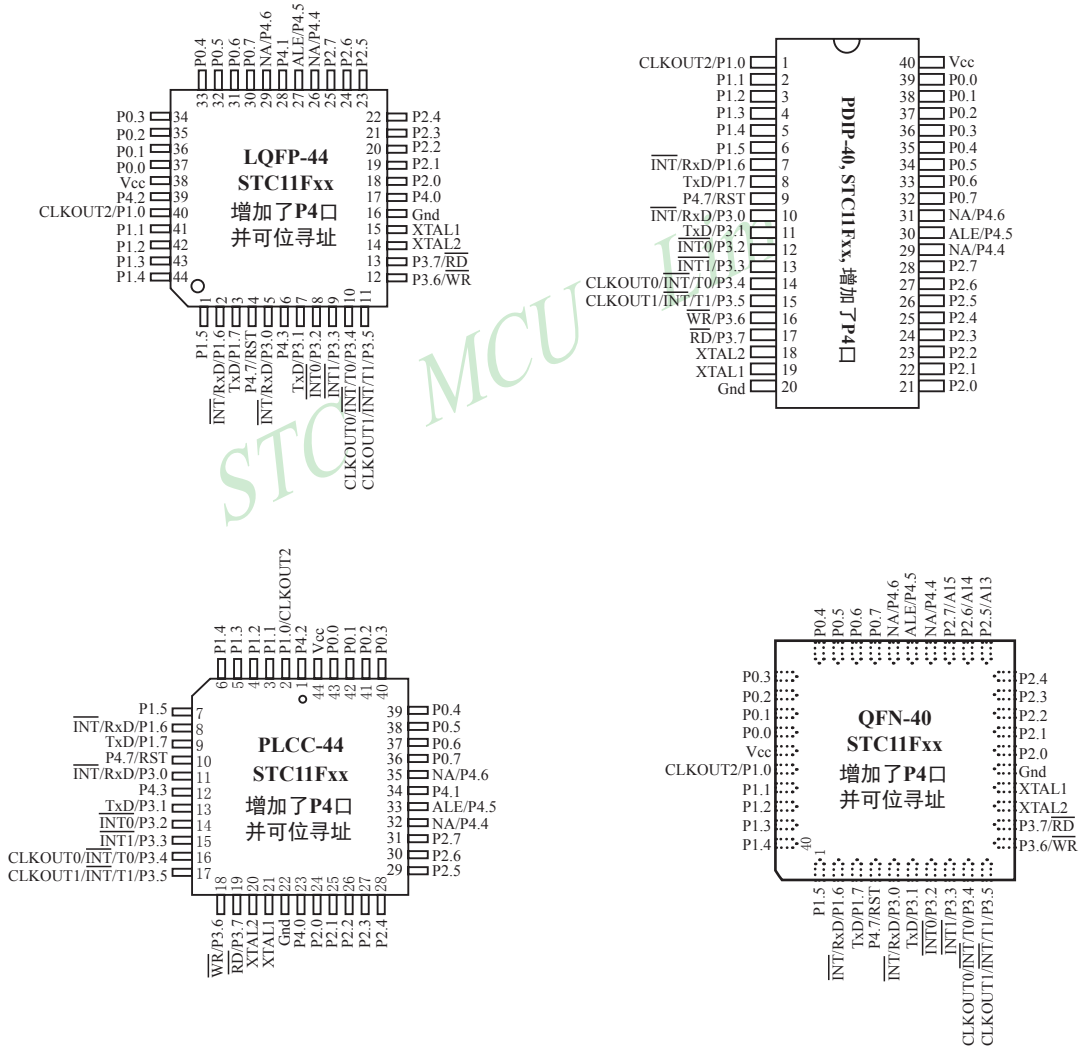 P0.4
P0.5
P0.6
P0.7
NA/P4.6
P4.1
ALE/P4.5
NA/P4.4
P2.7
P2.6
P2.5
33
32
31
30
29
28
27
26
25
24
23
P0.3 34
P0.2 35
P0.1 36
P0.0 37
Vcc 38
P4.2 39
CLKOUT2/P1.0 40
P1.1 41
P1.2 42
P1.3 43
P1.4 44
LQFP-44
STC11Fxx
增加了P4口
并可位寻址
22 P2.4
21 P2.3
20 P2.2
19 P2.1
18 P2.0
17 P4.0
16 Gnd
15 XTAL1
14 XTAL2
13 P3.7/RD
12 P3.6/WR
1
2
3
4
5
6
7
8
9
10
11
P1.5
INT/RxD/P1.6
TxD/P1.7
P4.7/RST
INT/RxD/P3.0
P4.3
TxD/P3.1
INT0/P3.2
INT1/P3.3
CLKOUT0/INT/T0/P3.4
CLKOUT1/INT/T1/P3.5
CLKOUT2/P1.0 1
P1.1 2
P1.2 3
P1.3 4
P1.4 5
P1.5 6
INT/RxD/P1.6 7
TxD/P1.7 8
P4.7/RST 9
INT/RxD/P3.0 10
TxD/P3.1 11
INT0/P3.2 12
INT1/P3.3 13
CLKOUT0/INT/T0/P3.4 14
CLKOUT1/INT/T1/P3.5 15
WR/P3.6 16
RD/P3.7 17
XTAL2 18
XTAL1 19
Gnd 20
PDIP-40, STC11Fxx, 增加了P4口
40 Vcc
39 P0.0
38 P0.1
37 P0.2
36 P0.3
35 P0.4
34 P0.5
33 P0.6
32 P0.7
31 NA/P4.6
30 ALE/P4.5
29 NA/P4.4
28 P2.7
27 P2.6
26 P2.5
25 P2.4
24 P2.3
23 P2.2
22 P2.1
21 P2.0
STC MCU
P1.4
P1.3
P1.2
P1.1
P1.0/CLKOUT2
P4.2
Vcc
P0.0
P0.1
P0.2
P0.3
6
5
4
3
2
1
44
43
42
41
40
P1.5 7
INT/RxD/P1.6 8
TxD/P1.7 9
P4.7/RST 10
INT/RxD/P3.0 11
P4.3 12
TxD/P3.1 13
INT0/P3.2 14
INT1/P3.3 15
CLKOUT0/INT/T0/P3.4 16
CLKOUT1/INT/T1/P3.5 17
PLCC-44
STC11Fxx
增加了P4口
并可位寻址
39 P0.4
38 P0.5
37 P0.6
36 P0.7
35 NA/P4.6
34 P4.1
33 ALE/P4.5
32 NA/P4.4
31 P2.7
30 P2.6
29 P2.5
18
19
20
21
22
23
24
25
26
27
28
WR/P3.6
RD/P3.7
XTAL2
XTAL1
Gnd
P4.0
P2.0
P2.1
P2.2
P2.3
P2.4
P0.4
P0.5
P0.6
P0.7
NA/P4.6
ALE/P4.5
NA/P4.4
P2.7/A15
P2.6/A14
P2.5/A13
P0.3
P0.2
P0.1
P0.0
Vcc
CLKOUT2/P1.0
P1.1
P1.2
P1.3
P1.4 40
QFN-40
STC11Fxx
增加了P4口
并可位寻址
P2.4
P2.3
P2.2
P2.1
P2.0
Gnd
XTAL1
XTAL2
P3.7/RD
P3.6/WR
1
P1.5
INT/RxD/P1.6
TxD/P1.7
P4.7/RST
INT/RxD/P3.0
TxD/P3.1
INT0/P3.2
INT1/P3.3
CLKOUT0/INT/T0/P3.4
CLKOUT1/INT/T1/P3.5